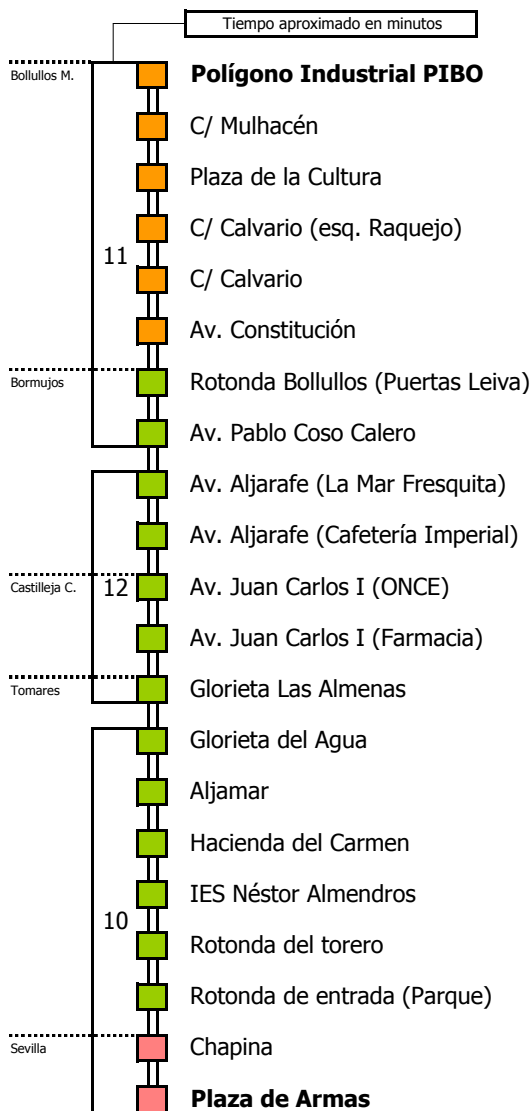 Tiempo aproximado en minutos
Bollullos M.
Polígono Industrial PIBO
C/ Mulhacén
Plaza de la Cultura
C/ Calvario (esq. Raquejo)
11
C/ Calvario
Av. Constitución
Bormujos
Rotonda Bollullos (Puertas Leiva)
Av. Pablo Coso Calero
Av. Aljarafe (La Mar Fresquita)
Av. Aljarafe (Cafetería Imperial)
Castilleja C.
12
Av. Juan Carlos I (ONCE)
Av. Juan Carlos I (Farmacia)
Tomares
Glorieta Las Almenas
Glorieta del Agua
Aljamar
Hacienda del Carmen
IES Néstor Almendros
10
Rotonda del torero
Rotonda de entrada (Parque)
Sevilla
Chapina
Plaza de Armas